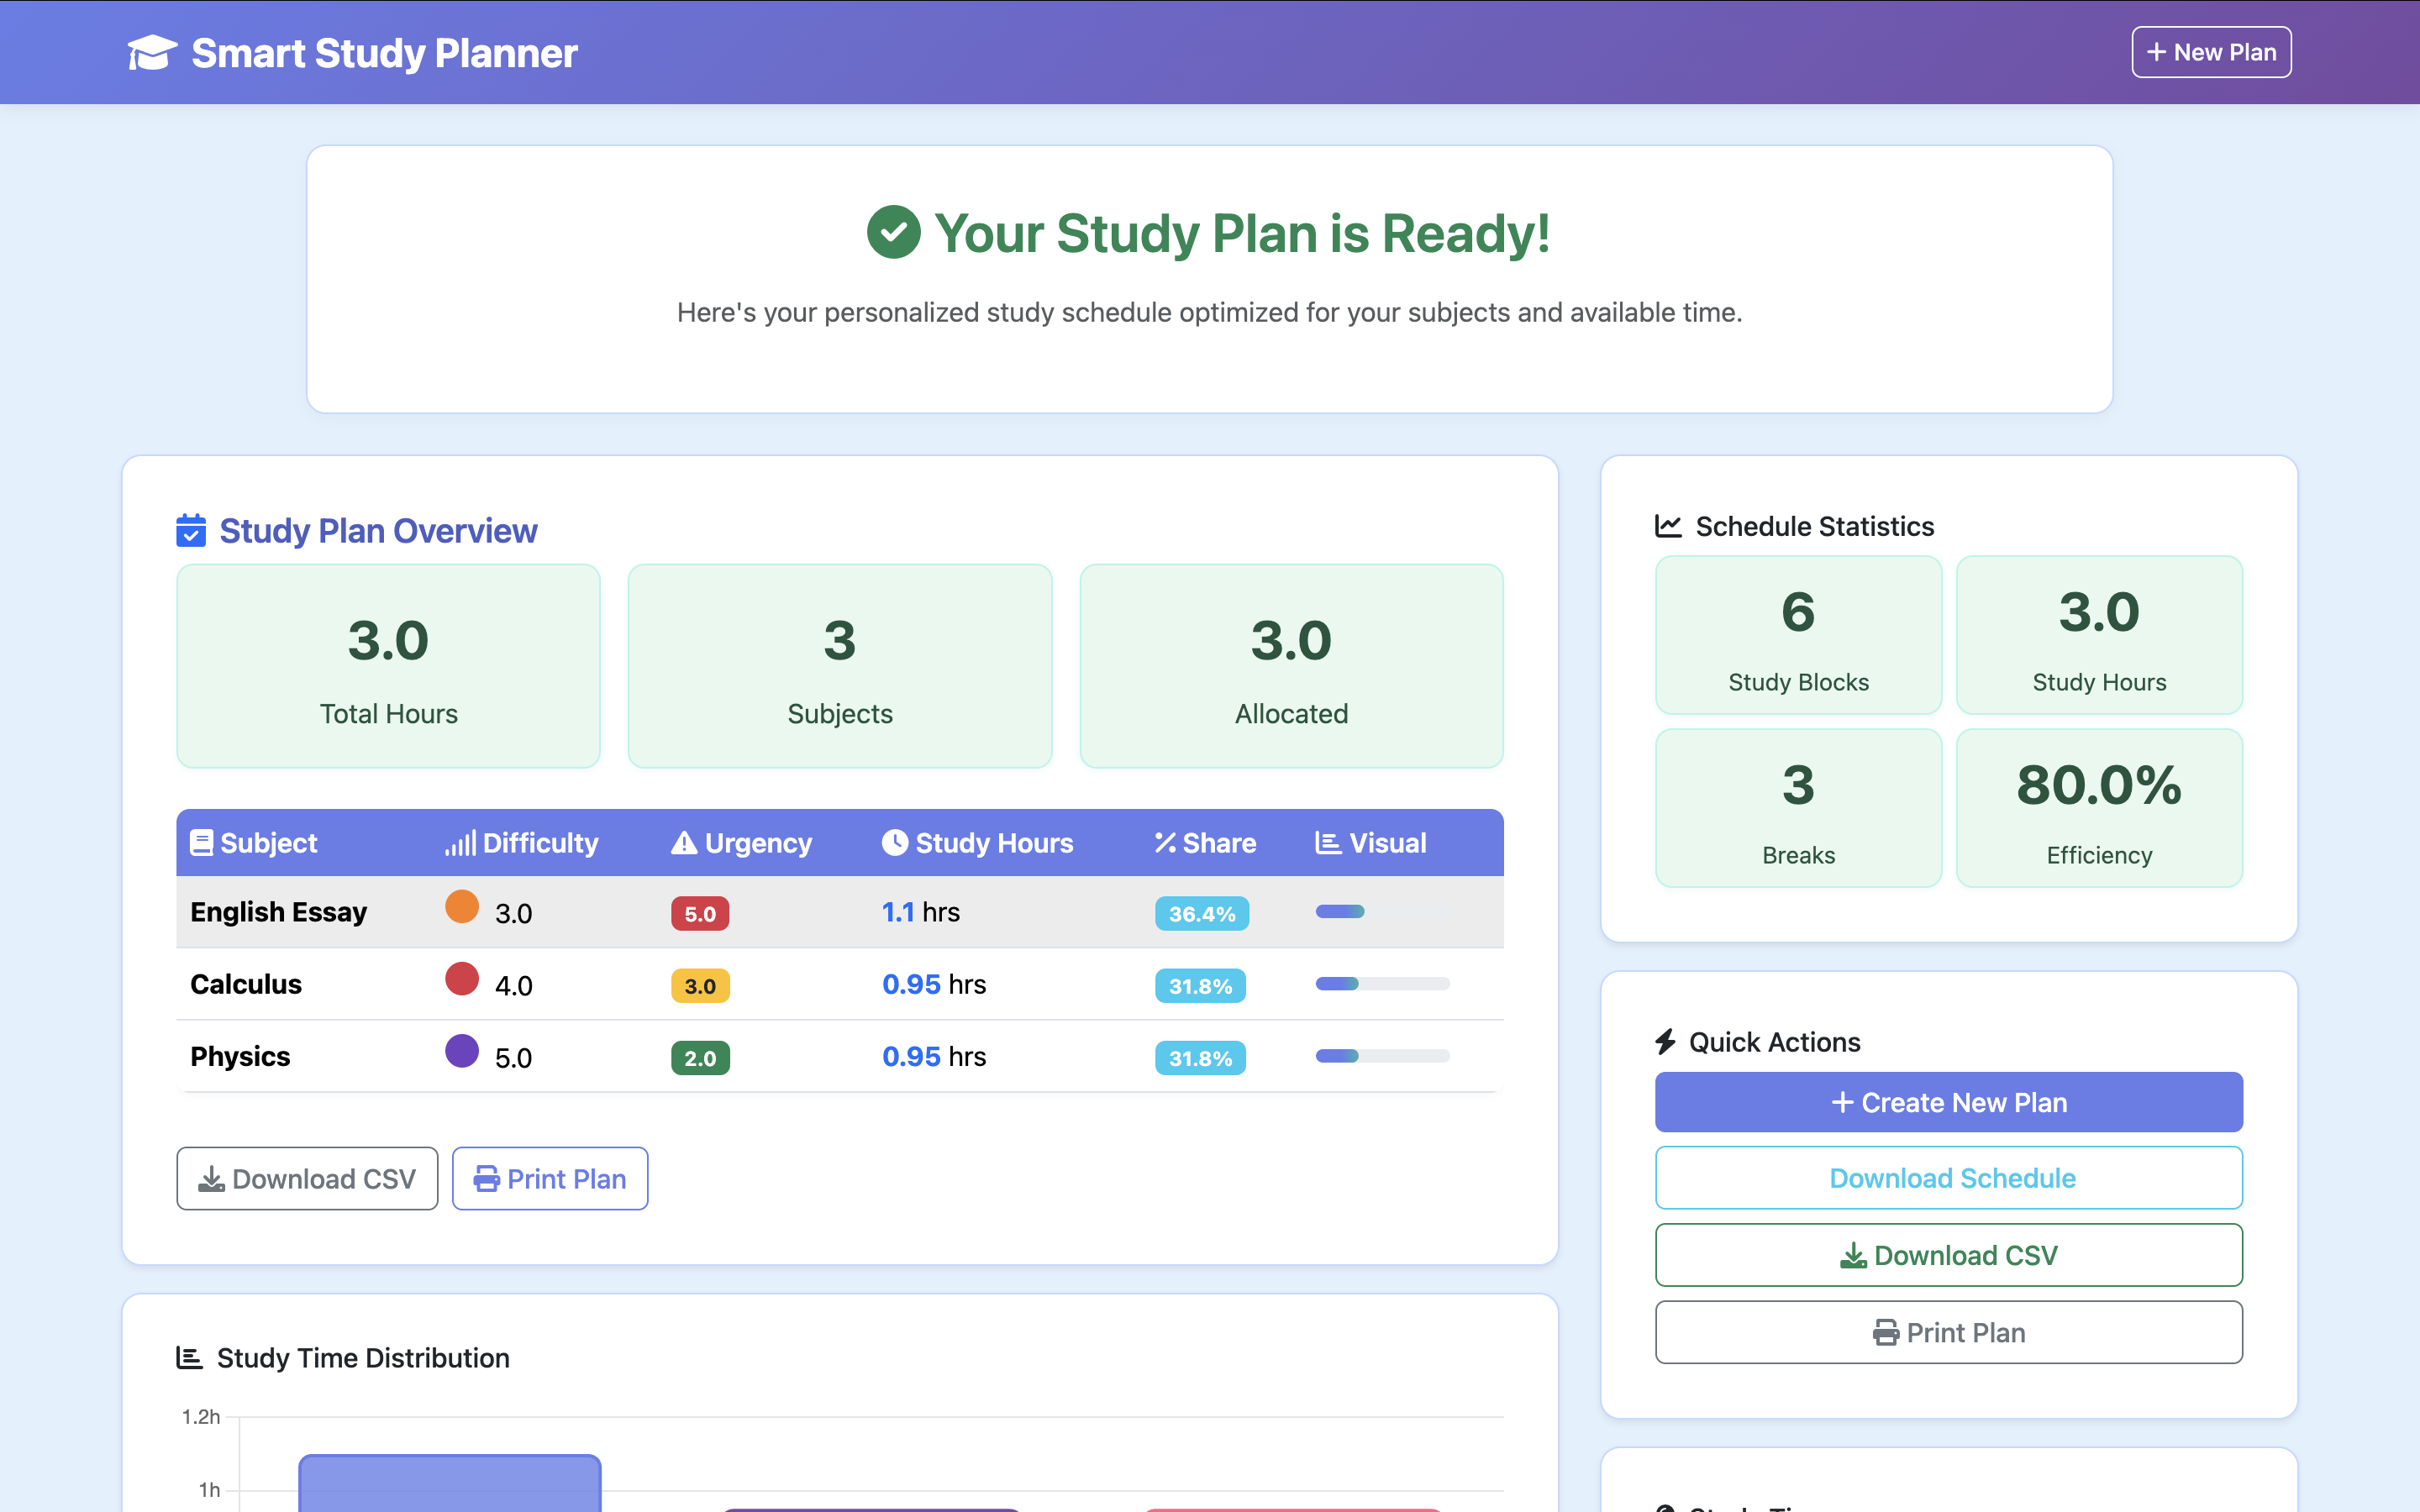 Smart Study Planner
+ New Plan
Your Study Plan is Ready!
Here's your personalized study schedule optimized for your subjects and available time.
Study Plan Overview
3.0
Total Hours
3
Subjects
3.0
Allocated
Subject Difficulty Urgency Study Hours % Share Visual
English Essay 3.0 5.0 1.1 hrs 36.4%
Calculus 4.0 3.0 0.95 hrs 31.8%
Physics 5.0 2.0 0.95 hrs 31.8%
Download CSV Print Plan
Study Time Distribution
1.2h
1h
Schedule Statistics
6
Study Blocks
3.0
Study Hours
3
Breaks
80.0%
Efficiency
Quick Actions
+ Create New Plan
Download Schedule
Download CSV
Print Plan